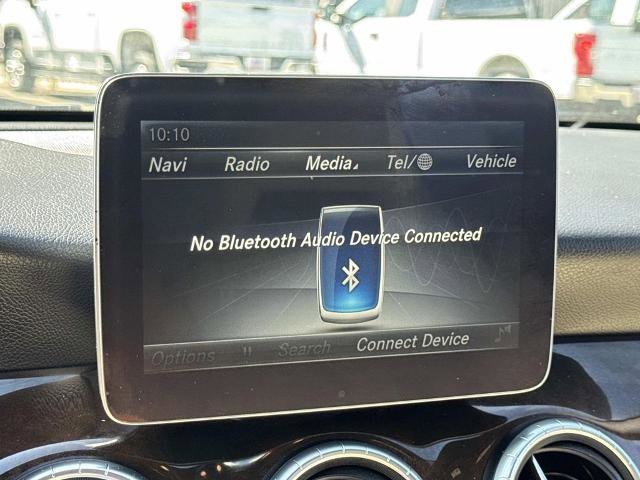 10:10
Navi Radio Media Tel/ Vehicle
No Bluetooth Audio Device Connected
Options Search Connect Device